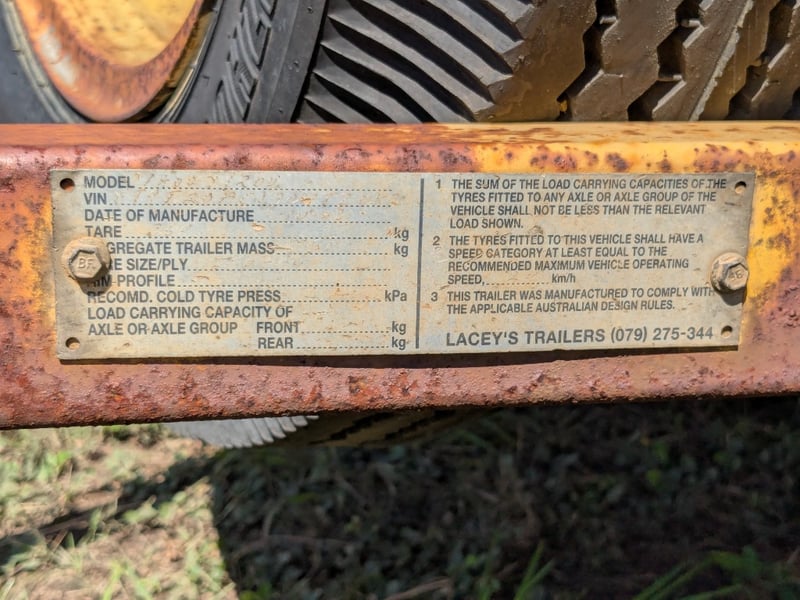 MODEL
VIN
DATE OF MANUFACTURE
TARE kg
GGREGATE TRAILER MASS kg
RE SIZE/PLY
RIM PROFILE
RECOMD. COLD TYRE PRESS. kPa
LOAD CARRYING CAPACITY OF
AXLE OR AXLE GROUP FRONT kg
REAR kg
1 THE SUM OF THE LOAD CARRYING CAPACITIES OF THE
TYRES FITTED TO ANY AXLE OR AXLE GROUP OF THE
VEHICLE SHALL NOT BE LESS THAN THE RELEVANT
LOAD SHOWN.
2 THE TYRES FITTED TO THIS VEHICLE SHALL HAVE A
SPEED CATEGORY AT LEAST EQUAL TO THE
RECOMMENDED MAXIMUM VEHICLE OPERATING
SPEED, km/h
3 THIS TRAILER WAS MANUFACTURED TO COMPLY WITH
THE APPLICABLE AUSTRALIAN DESIGN RULES.
LACEY'S TRAILERS (079) 275-344